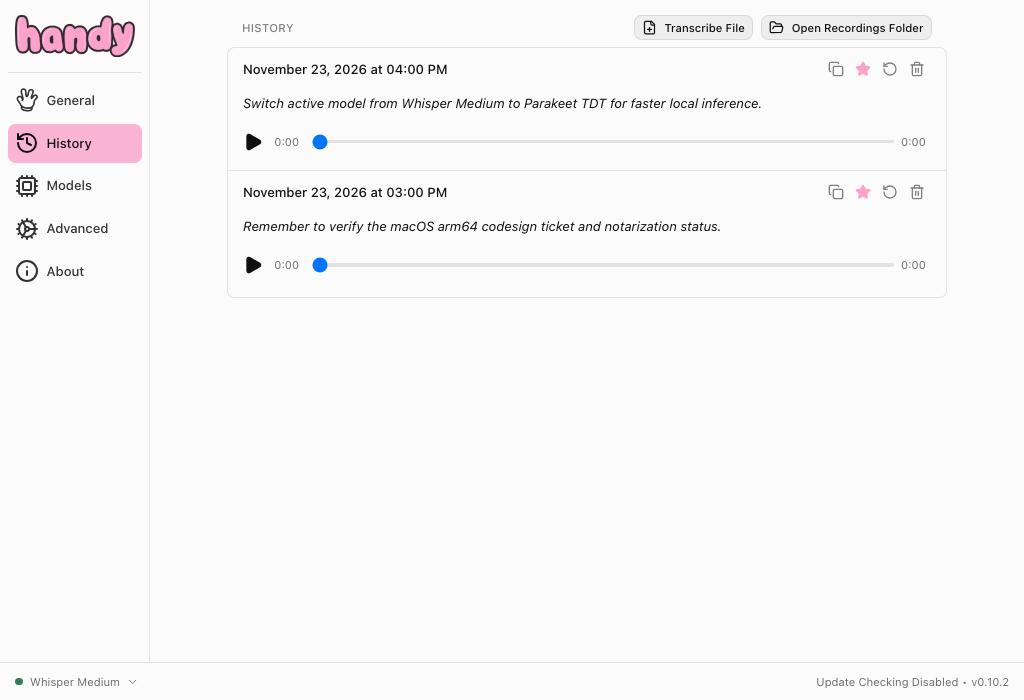 handy
General
History
Models
Advanced
About
HISTORY
Transcribe File
Open Recordings Folder
November 23, 2026 at 04:00 PM
Switch active model from Whisper Medium to Parakeet TDT for faster local inference.
0:00
0:00
November 23, 2026 at 03:00 PM
Remember to verify the macOS arm64 codesign ticket and notarization status.
0:00
0:00
Whisper Medium
Update Checking Disabled • v0.10.2